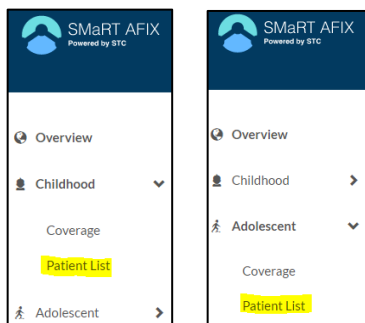 SMaRT AFIX
Powered by STC
Overview
Childhood
Coverage
Patient List
Adolescent
SMaRT AFIX
Powered by STC
Overview
Childhood
Adolescent
Coverage
Patient List